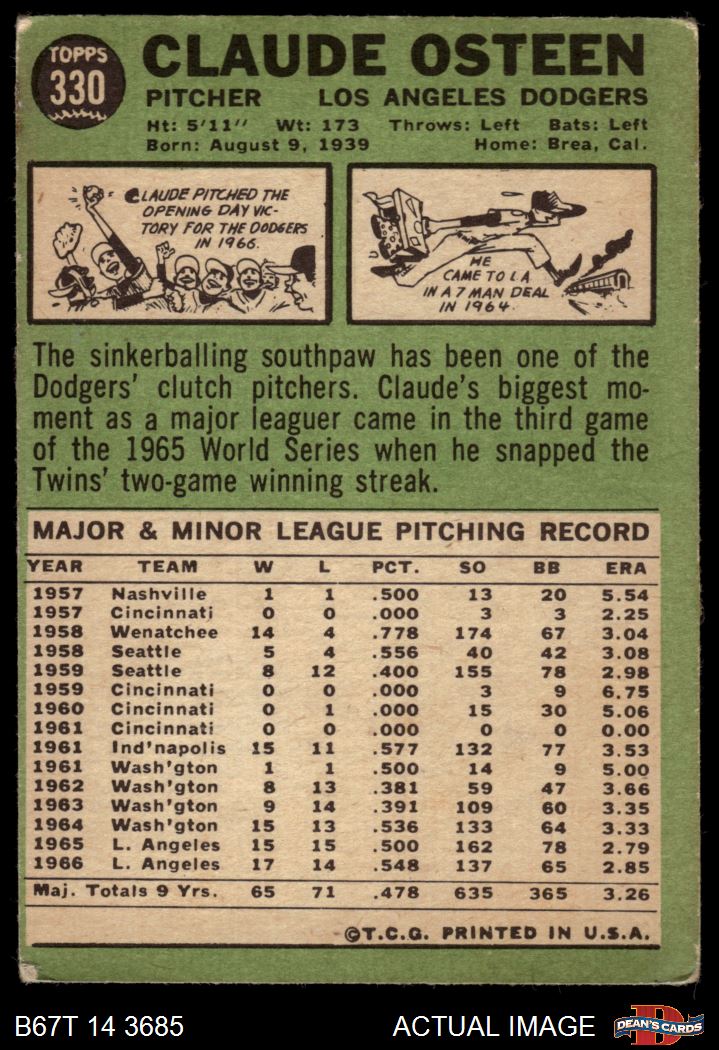 TOPPS
330
CLAUDE OSTEEN
PITCHER LOS ANGELES DODGERS
Ht: 5'11" Wt: 173 Throws: Left Bats: Left
Born: August 9, 1939 Home: Brea, Cal.
CLAUDE PITCHED THE
OPENING DAY VIC-
TORY FOR THE DODGERS
IN 1966.
HE
CAME TO L.A.
IN A 7 MAN DEAL
IN 1964.
The sinkerballing southpaw has been one of the
Dodgers' clutch pitchers. Claude's biggest mo-
ment as a major leaguer came in the third game
of the 1965 World Series when he snapped the
Twins' two-game winning streak.
MAJOR & MINOR LEAGUE PITCHING RECORD
YEAR TEAM W L PCT. SO BB ERA
1957 Nashville 1 1 .500 13 20 5.54
1957 Cincinnati 0 0 .000 3 3 2.25
1958 Wenatchee 14 4 .778 174 67 3.04
1958 Seattle 5 4 .556 40 42 3.08
1959 Seattle 8 12 .400 155 78 2.98
1959 Cincinnati 0 0 .000 3 9 6.75
1960 Cincinnati 0 1 .000 15 30 5.06
1961 Cincinnati 0 0 .000 0 0 0.00
1961 Ind'napolis 15 11 .577 132 77 3.53
1961 Wash'gton 1 1 .500 14 9 5.00
1962 Wash'gton 8 13 .381 59 47 3.66
1963 Wash'gton 9 14 .391 109 60 3.35
1964 Wash'gton 15 13 .536 133 64 3.33
1965 L. Angeles 15 15 .500 162 78 2.79
1966 L. Angeles 17 14 .548 137 65 2.85
Maj. Totals 9 Yrs. 65 71 .478 635 365 3.26
©T.C.G. PRINTED IN U.S.A.
B67T 14 3685 ACTUAL IMAGE
D
DEAN'S CARDS